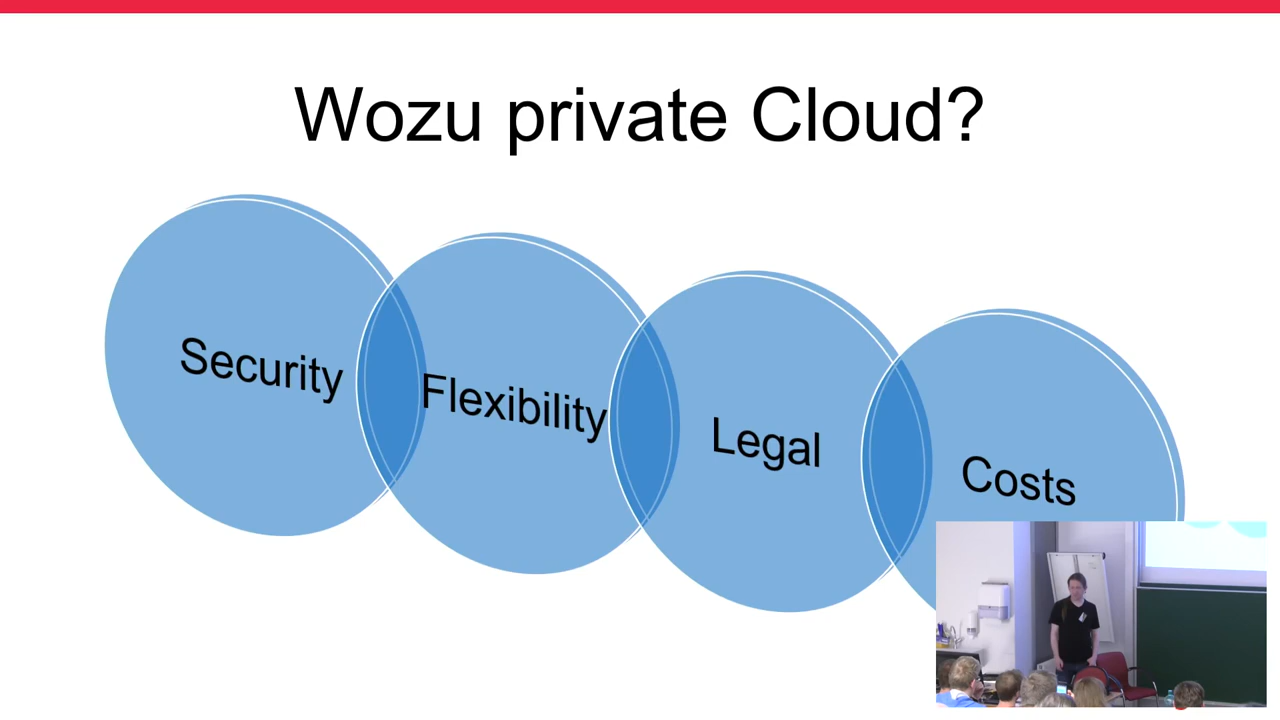 Wozu private Cloud?
Security
Flexibility
Legal
Costs